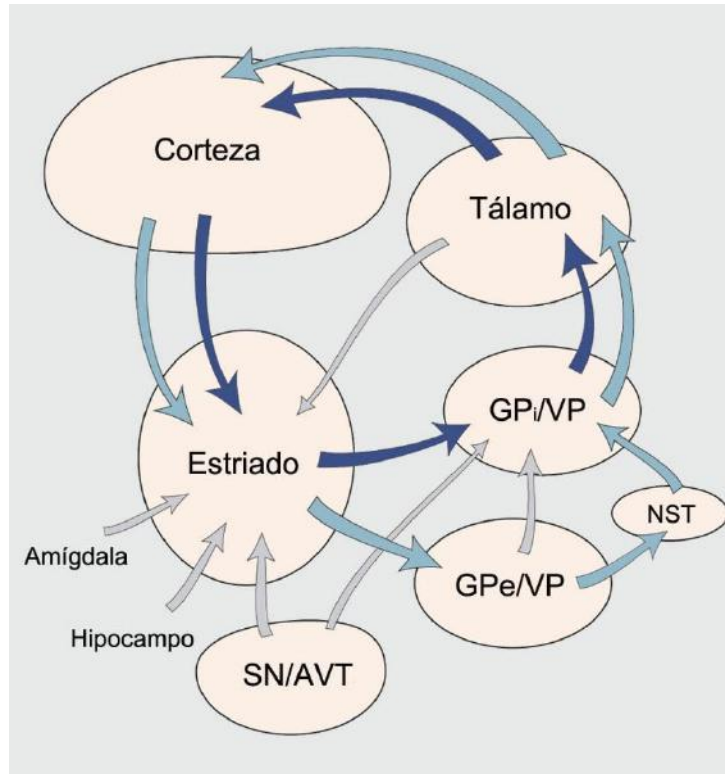 Corteza
Tálamo
GPi/VP
Estriado
NST
Amígdala
GPe/VP
Hipocampo
SN/AVT